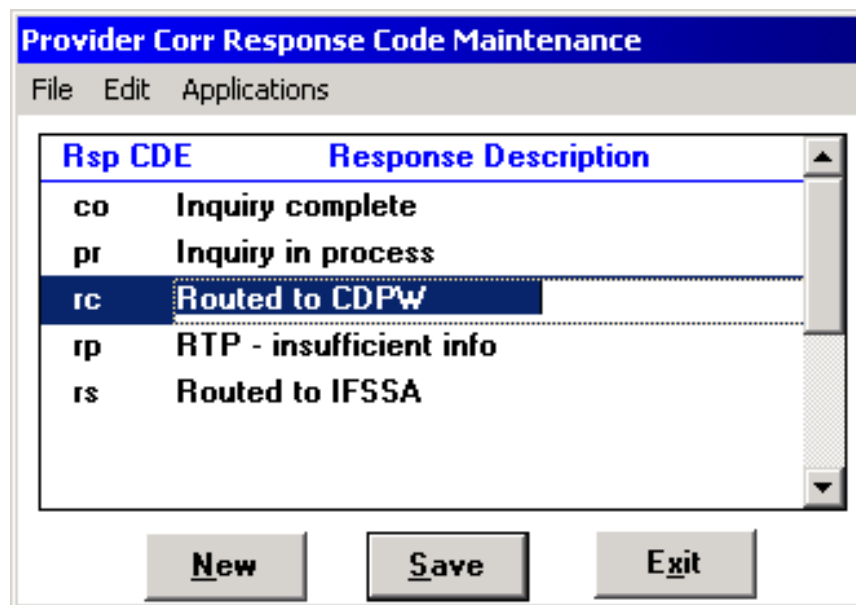 Provider Corr Response Code Maintenance
File Edit Applications
Rsp CDE Response Description
co Inquiry complete
pr Inquiry in process
rc Routed to CDPW
rp RTP - insufficient info
rs Routed to IFSSA
New Save Exit